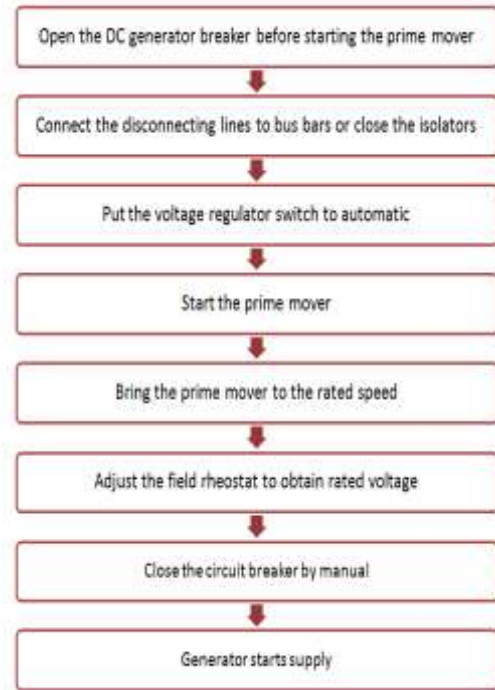 Open the DC generator breaker before starting the prime mover
Connect the disconnecting lines to bus bars or close the isolators
Put the voltage regulator switch to automatic
Start the prime mover
Bring the prime mover to the rated speed
Adjust the field rheostat to obtain rated voltage
Close the circuit breaker by manual
Generator starts supply